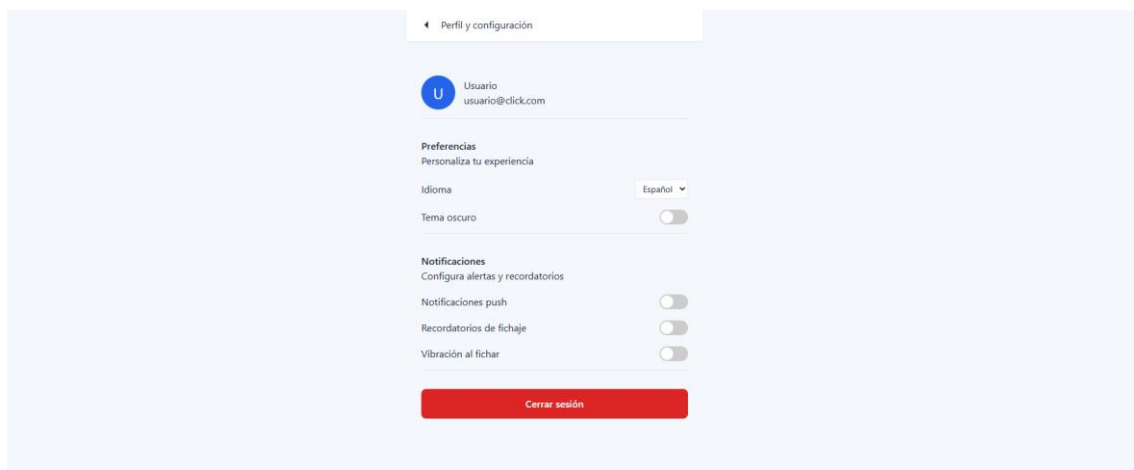 Perfil y configuración
U
Usuario
usuario@click.com
Preferencias
Personaliza tu experiencia
Idioma
Español
Tema oscuro
Notificaciones
Configura alertas y recordatorios
Notificaciones push
Recordatorios de fichaje
Vibración al fichar
Cerrar sesión